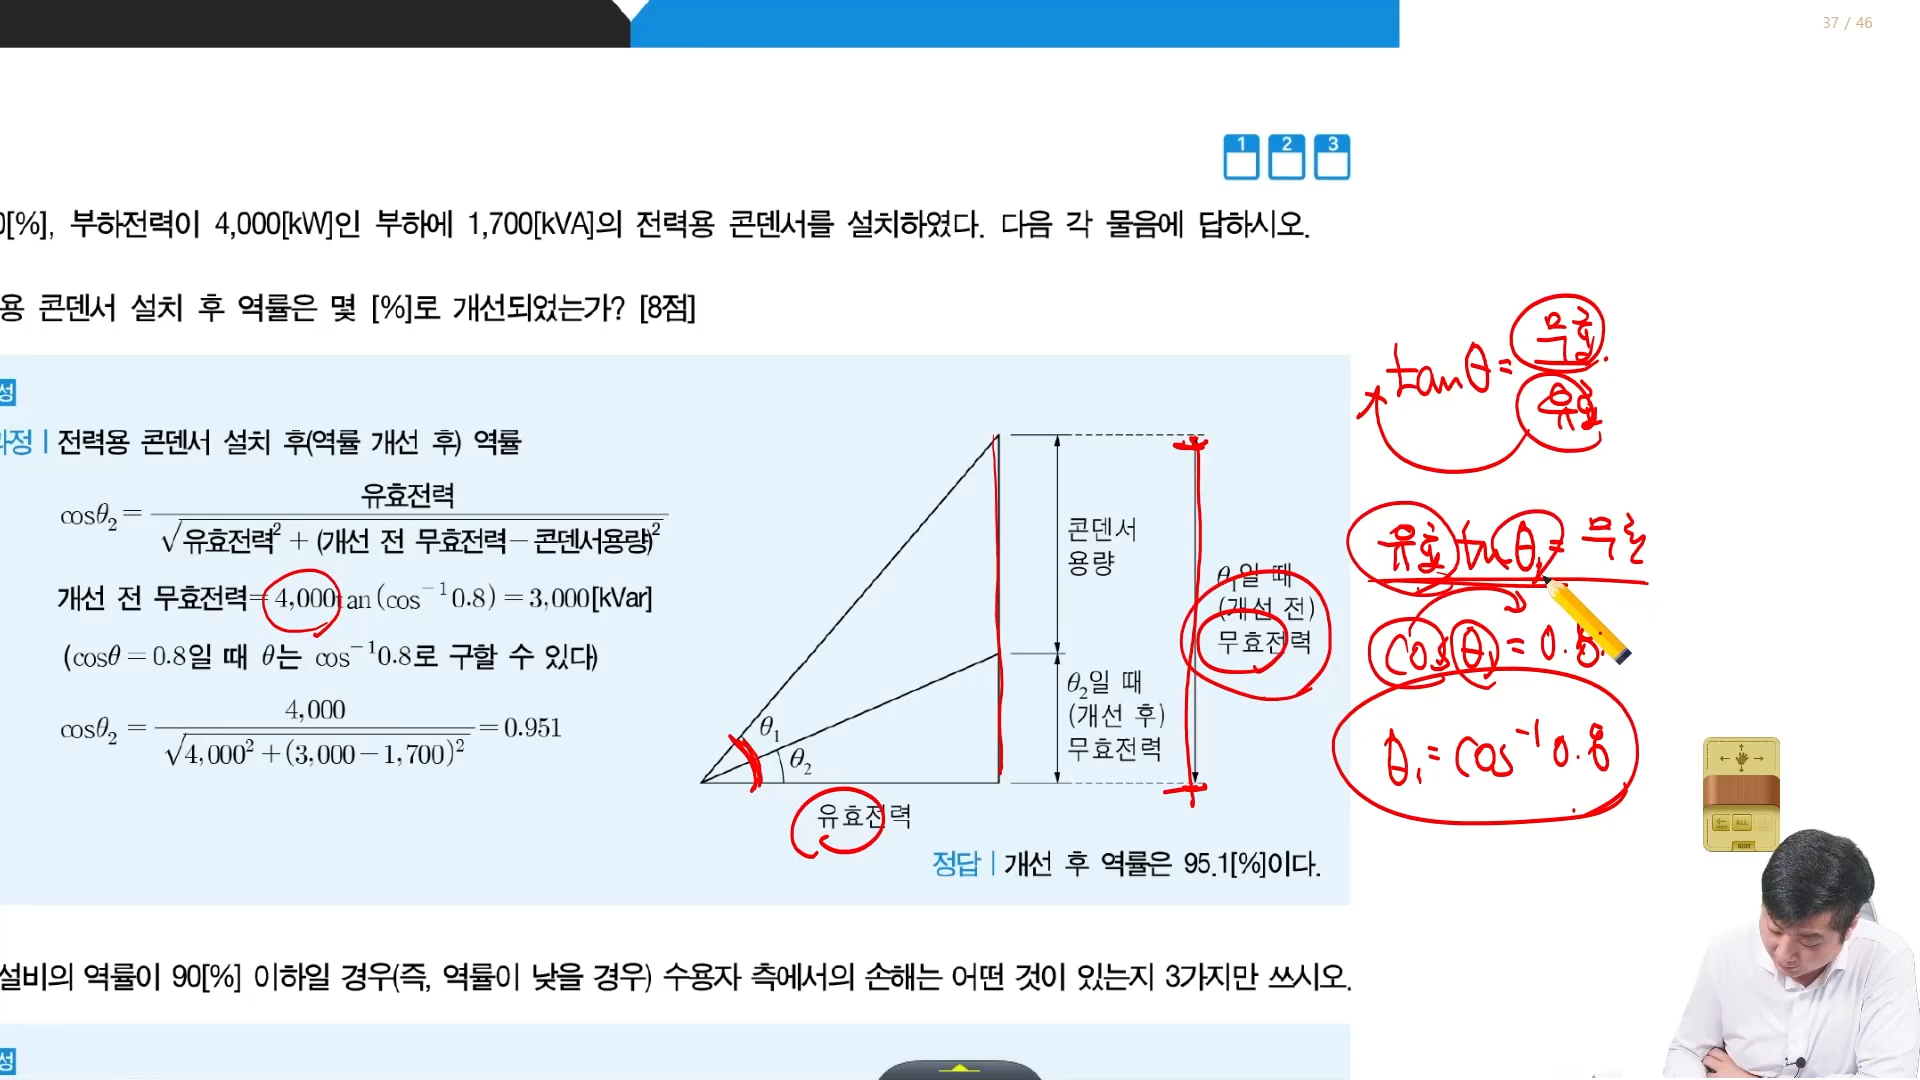 37 / 46
1 2 3
0[%], 부하전력이 4,000[kW]인 부하에 1,700[kVA]의 전력용 콘덴서를 설치하였다. 다음 각 물음에 답하시오.
용 콘덴서 설치 후 역률은 몇 [%]로 개선되었는가? [8점]
성
과정 | 전력용 콘덴서 설치 후(역률 개선 후) 역률
cosθ₂ = 유효전력 / √유효전력² + (개선 전 무효전력 − 콘덴서용량)²
개선 전 무효전력 = 4,000tan(cos⁻¹0.8) = 3,000[kVar]
(cosθ = 0.8일 때 θ는 cos⁻¹0.8로 구할 수 있다)
cosθ₂ = 4,000 / √4,000² + (3,000 − 1,700)² = 0.951
콘덴서
용량
θ₁일 때
(개선 전)
무효전력
θ₂일 때
(개선 후)
무효전력
θ₁
θ₂
유효전력
정답 | 개선 후 역률은 95.1[%]이다.
tanθ = 무효 / 유효
유효 tanθ₁ = 무효
cosθ₁ = 0.8
θ₁ = cos⁻¹ 0.8
ALL
EXIT
설비의 역률이 90[%] 이하일 경우(즉, 역률이 낮을 경우) 수용자 측에서의 손해는 어떤 것이 있는지 3가지만 쓰시오.
성